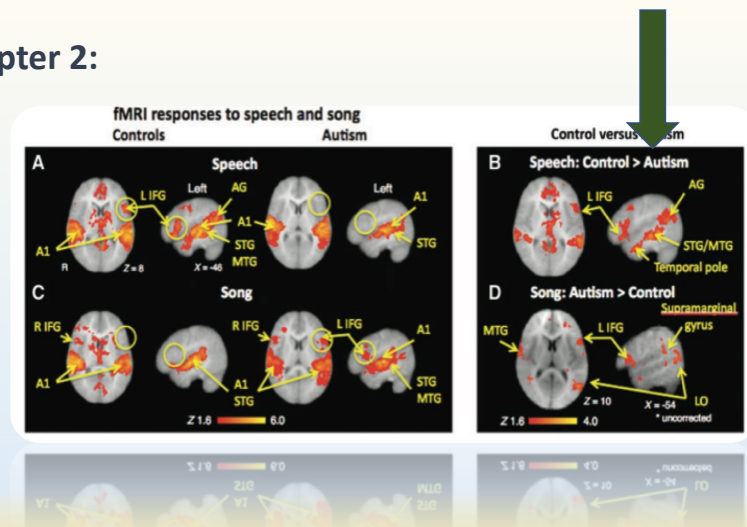 pter 2:
fMRI responses to speech and song
Controls
Autism
A
Speech
L IFG
Left
AG
A1
STG
MTG
A1
R
Z = 8
X = -46
Left
A1
STG
C
Song
R IFG
A1
A1
STG
R IFG
L IFG
A1
STG
MTG
Z 1.6
6.0
Control versus
B
Speech: Control > Autism
L IFG
AG
STG/MTG
Temporal pole
D
Song: Autism > Control
MTG
L IFG
Supramarginal
gyrus
LO
Z = 10
X = -54
* uncorrected
Z 1.6
4.0